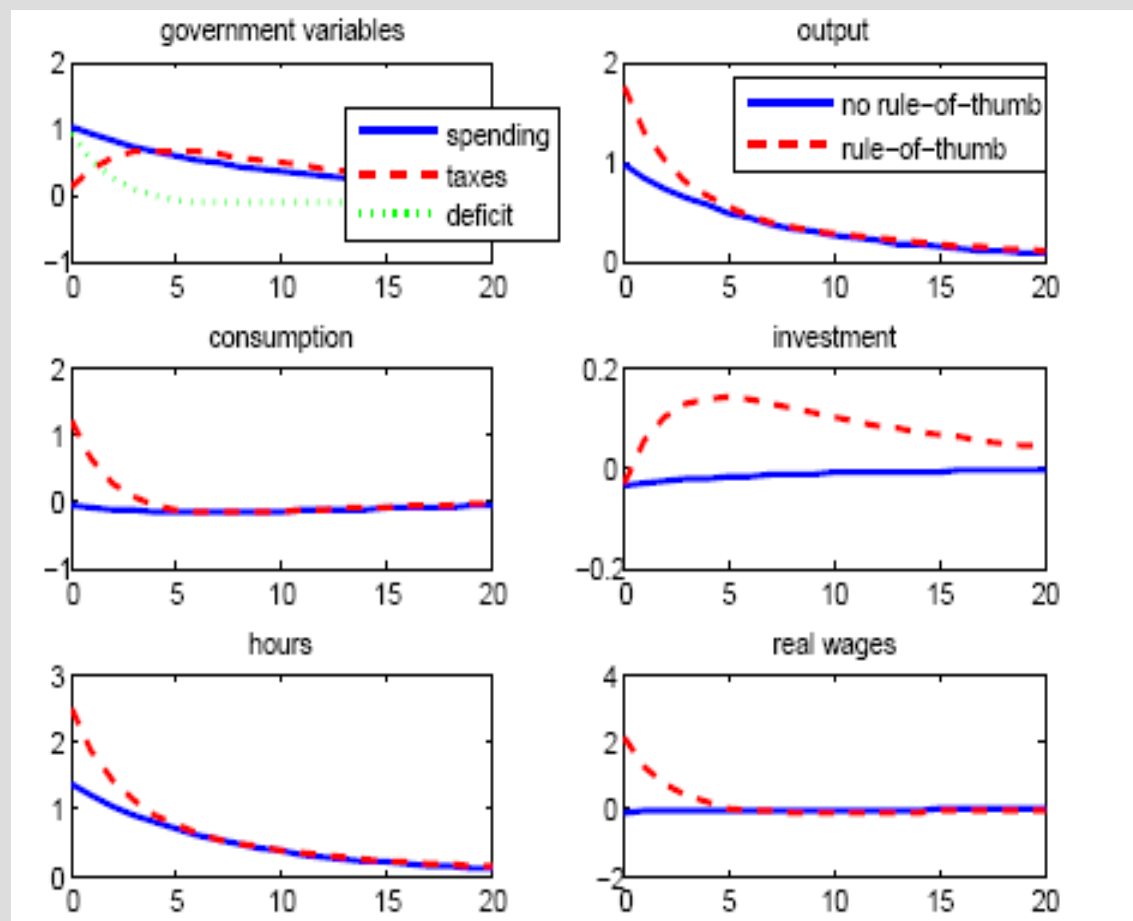 government variables
2
1
0
−1
0 5 10 15 20
spending
taxes
deficit
output
2
1
0
0 5 10 15 20
no rule−of−thumb
rule−of−thumb
consumption
2
1
0
−1
0 5 10 15 20
investment
0.2
0
−0.2
0 5 10 15 20
hours
3
2
1
0
0 5 10 15 20
real wages
4
2
0
−2
0 5 10 15 20